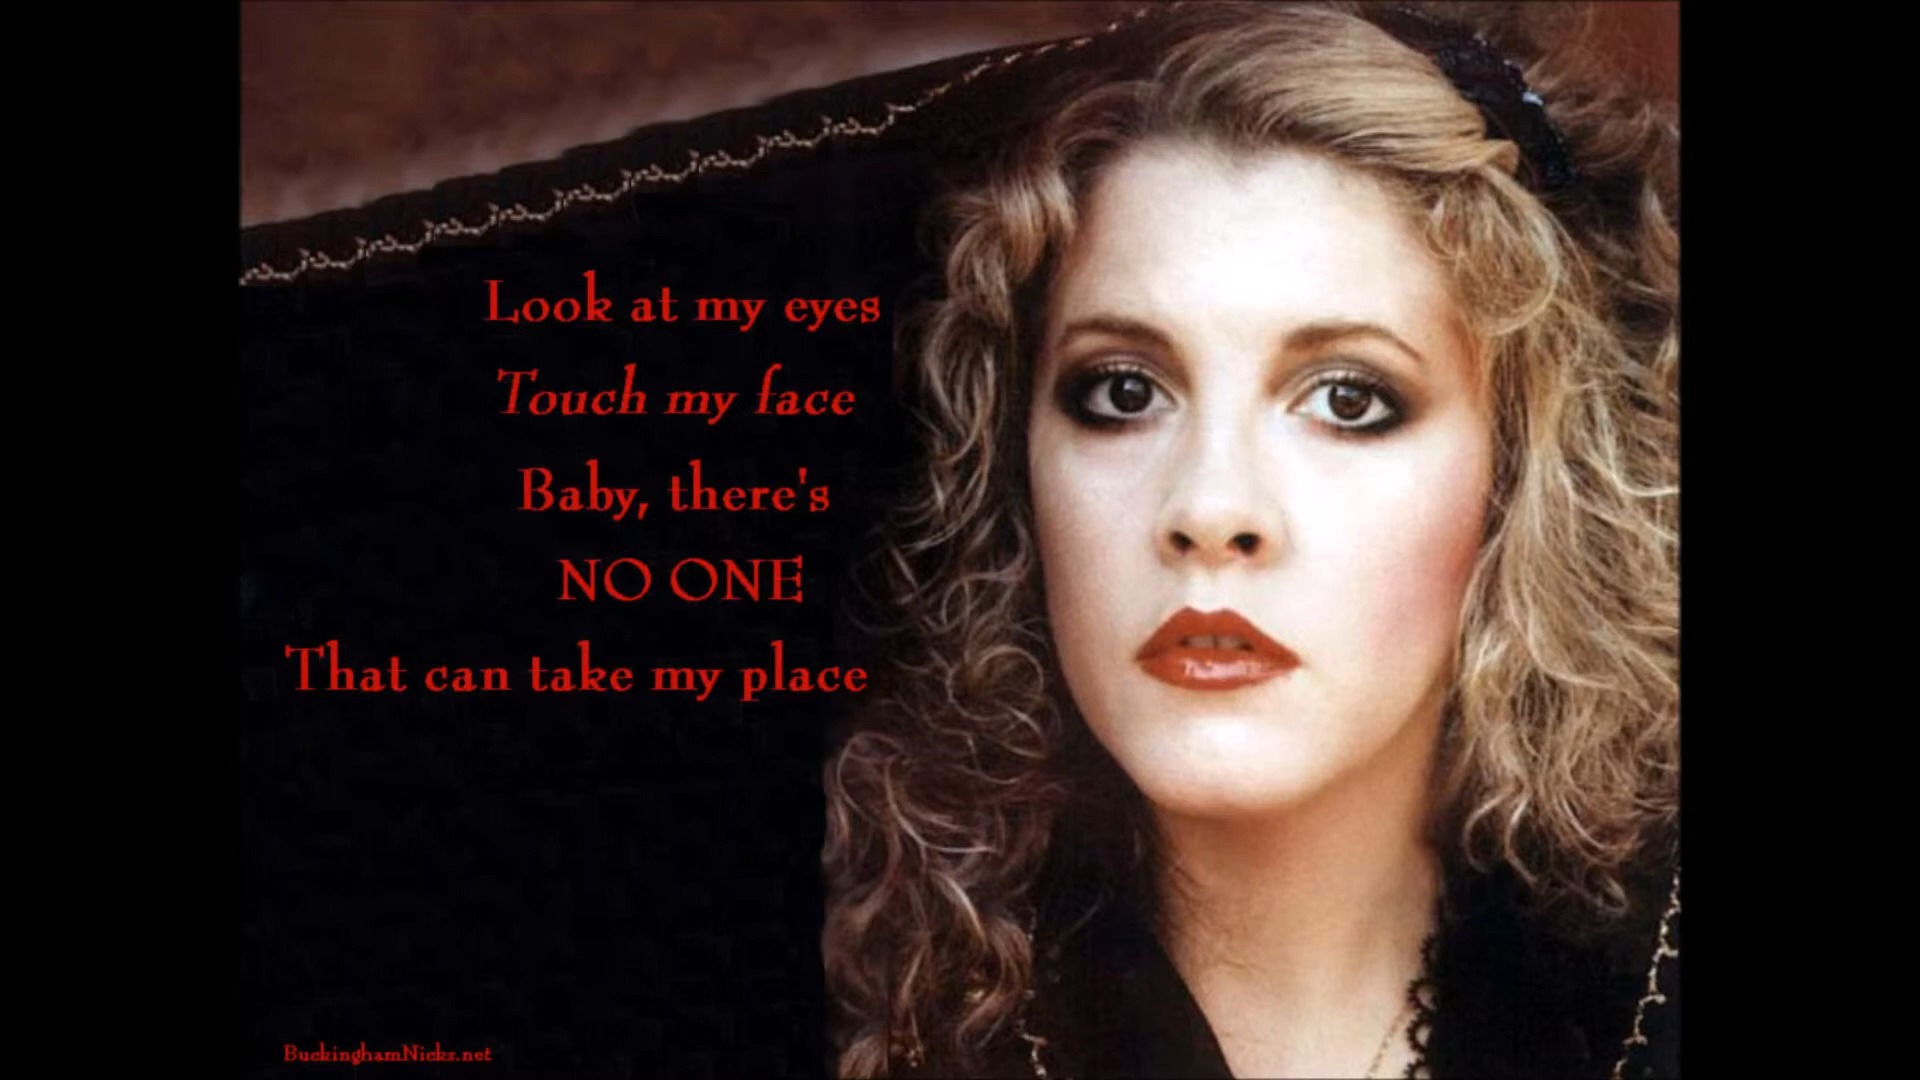 Look at my eyes
Touch my face
Baby, there's
NO ONE
That can take my place
BuckinghamNicks.net